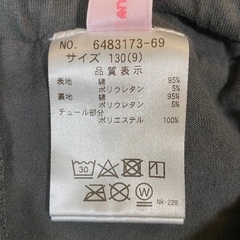 NO. 6483173-69
サイズ 130(9)
品質表示
表地 綿 95%
ポリウレタン 5%
裏地 綿 95%
ポリウレタン 5%
チュール部分
ポリエステル 100%
30
W
NR-228